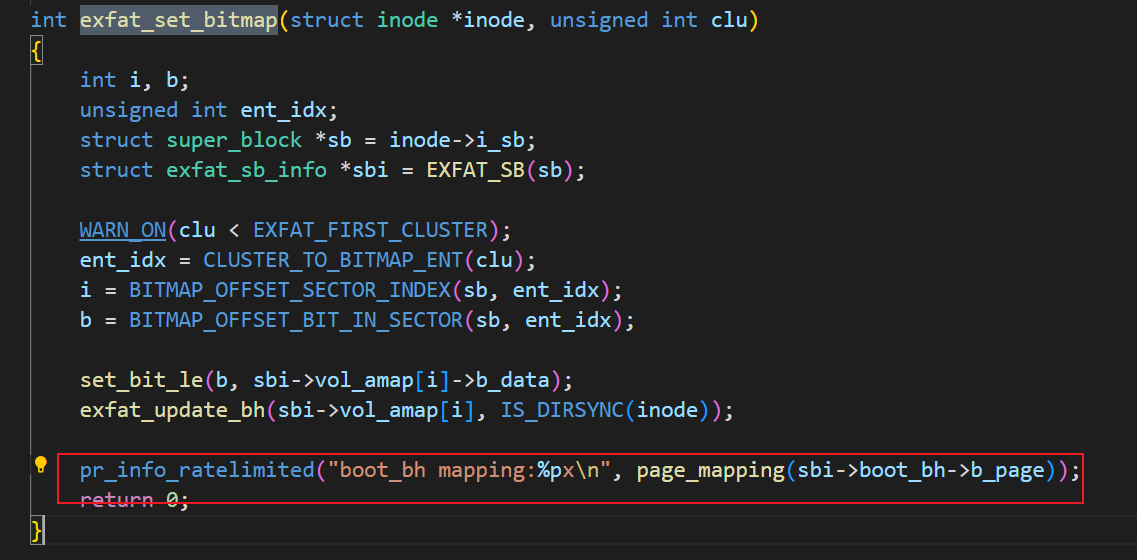 int exfat_set_bitmap(struct inode *inode, unsigned int clu)
{
    int i, b;
    unsigned int ent_idx;
    struct super_block *sb = inode->i_sb;
    struct exfat_sb_info *sbi = EXFAT_SB(sb);
    WARN_ON(clu < EXFAT_FIRST_CLUSTER);
    ent_idx = CLUSTER_TO_BITMAP_ENT(clu);
    i = BITMAP_OFFSET_SECTOR_INDEX(sb, ent_idx);
    b = BITMAP_OFFSET_BIT_IN_SECTOR(sb, ent_idx);
    set_bit_le(b, sbi->vol_amap[i]->b_data);
    exfat_update_bh(sbi->vol_amap[i], IS_DIRSYNC(inode));
    pr_info_ratelimited("boot_bh mapping:%px\n", page_mapping(sbi->boot_bh->b_page));
    return 0;
}